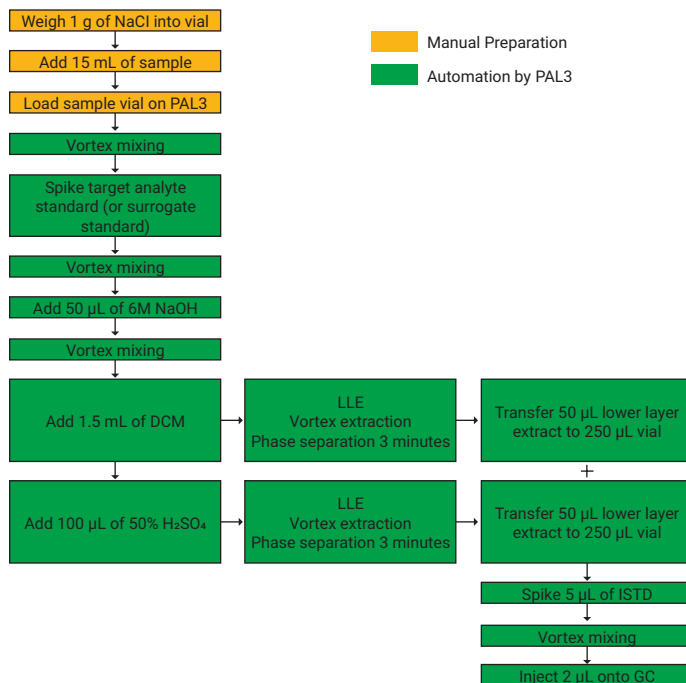 Weigh 1 g of NaCl into vial
Add 15 mL of sample
Load sample vial on PAL3
Vortex mixing
Spike target analyte
standard (or surrogate
standard)
Vortex mixing
Add 50 µL of 6M NaOH
Vortex mixing
Add 1.5 mL of DCM
LLE
Vortex extraction
Phase separation 3 minutes
Transfer 50 µL lower layer
extract to 250 µL vial
+
Add 100 µL of 50% H₂SO₄
LLE
Vortex extraction
Phase separation 3 minutes
Transfer 50 µL lower layer
extract to 250 µL vial
Spike 5 µL of ISTD
Vortex mixing
Inject 2 µL onto GC
Manual Preparation
Automation by PAL3